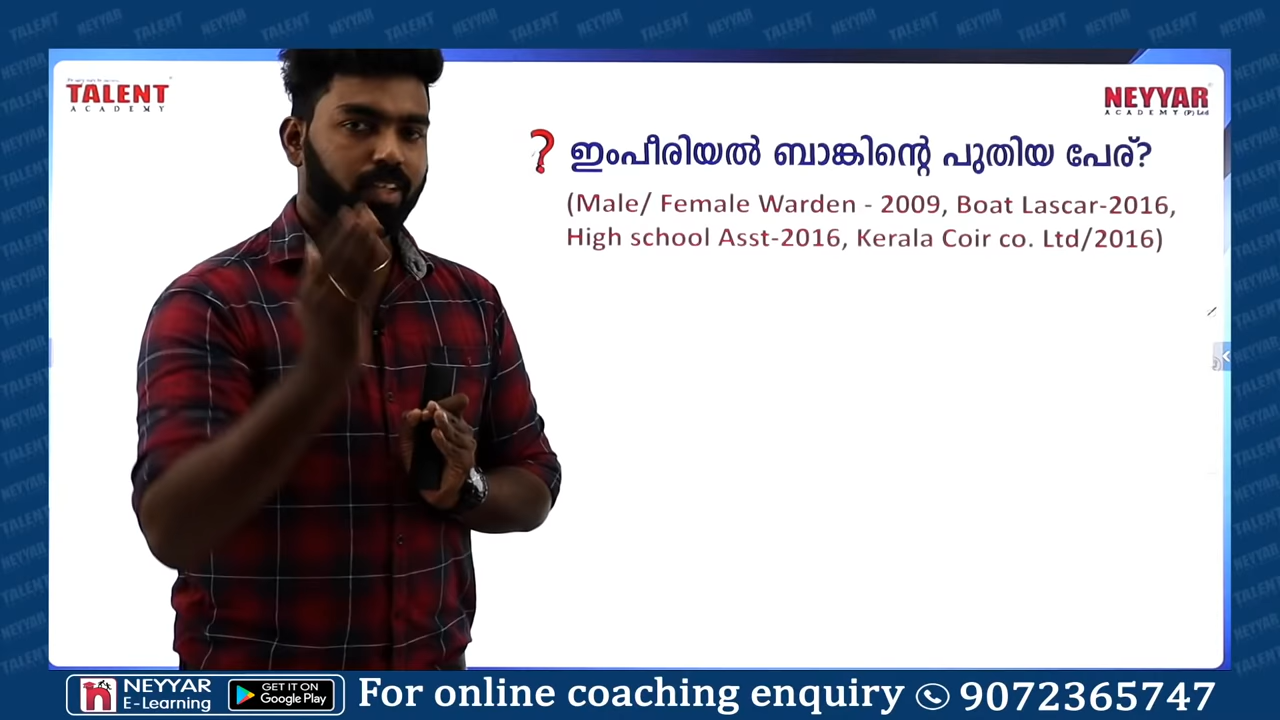 TALENT
ACADEMY
NEYYAR
ACADEMY (P) Ltd
? ഇംപീരിയൽ ബാങ്കിന്റെ പുതിയ പേര്?
(Male/ Female Warden - 2009, Boat Lascar-2016,
High school Asst-2016, Kerala Coir co. Ltd/2016)
NEYYAR
E-Learning
GET IT ON
Google Play
For online coaching enquiry 9072365747